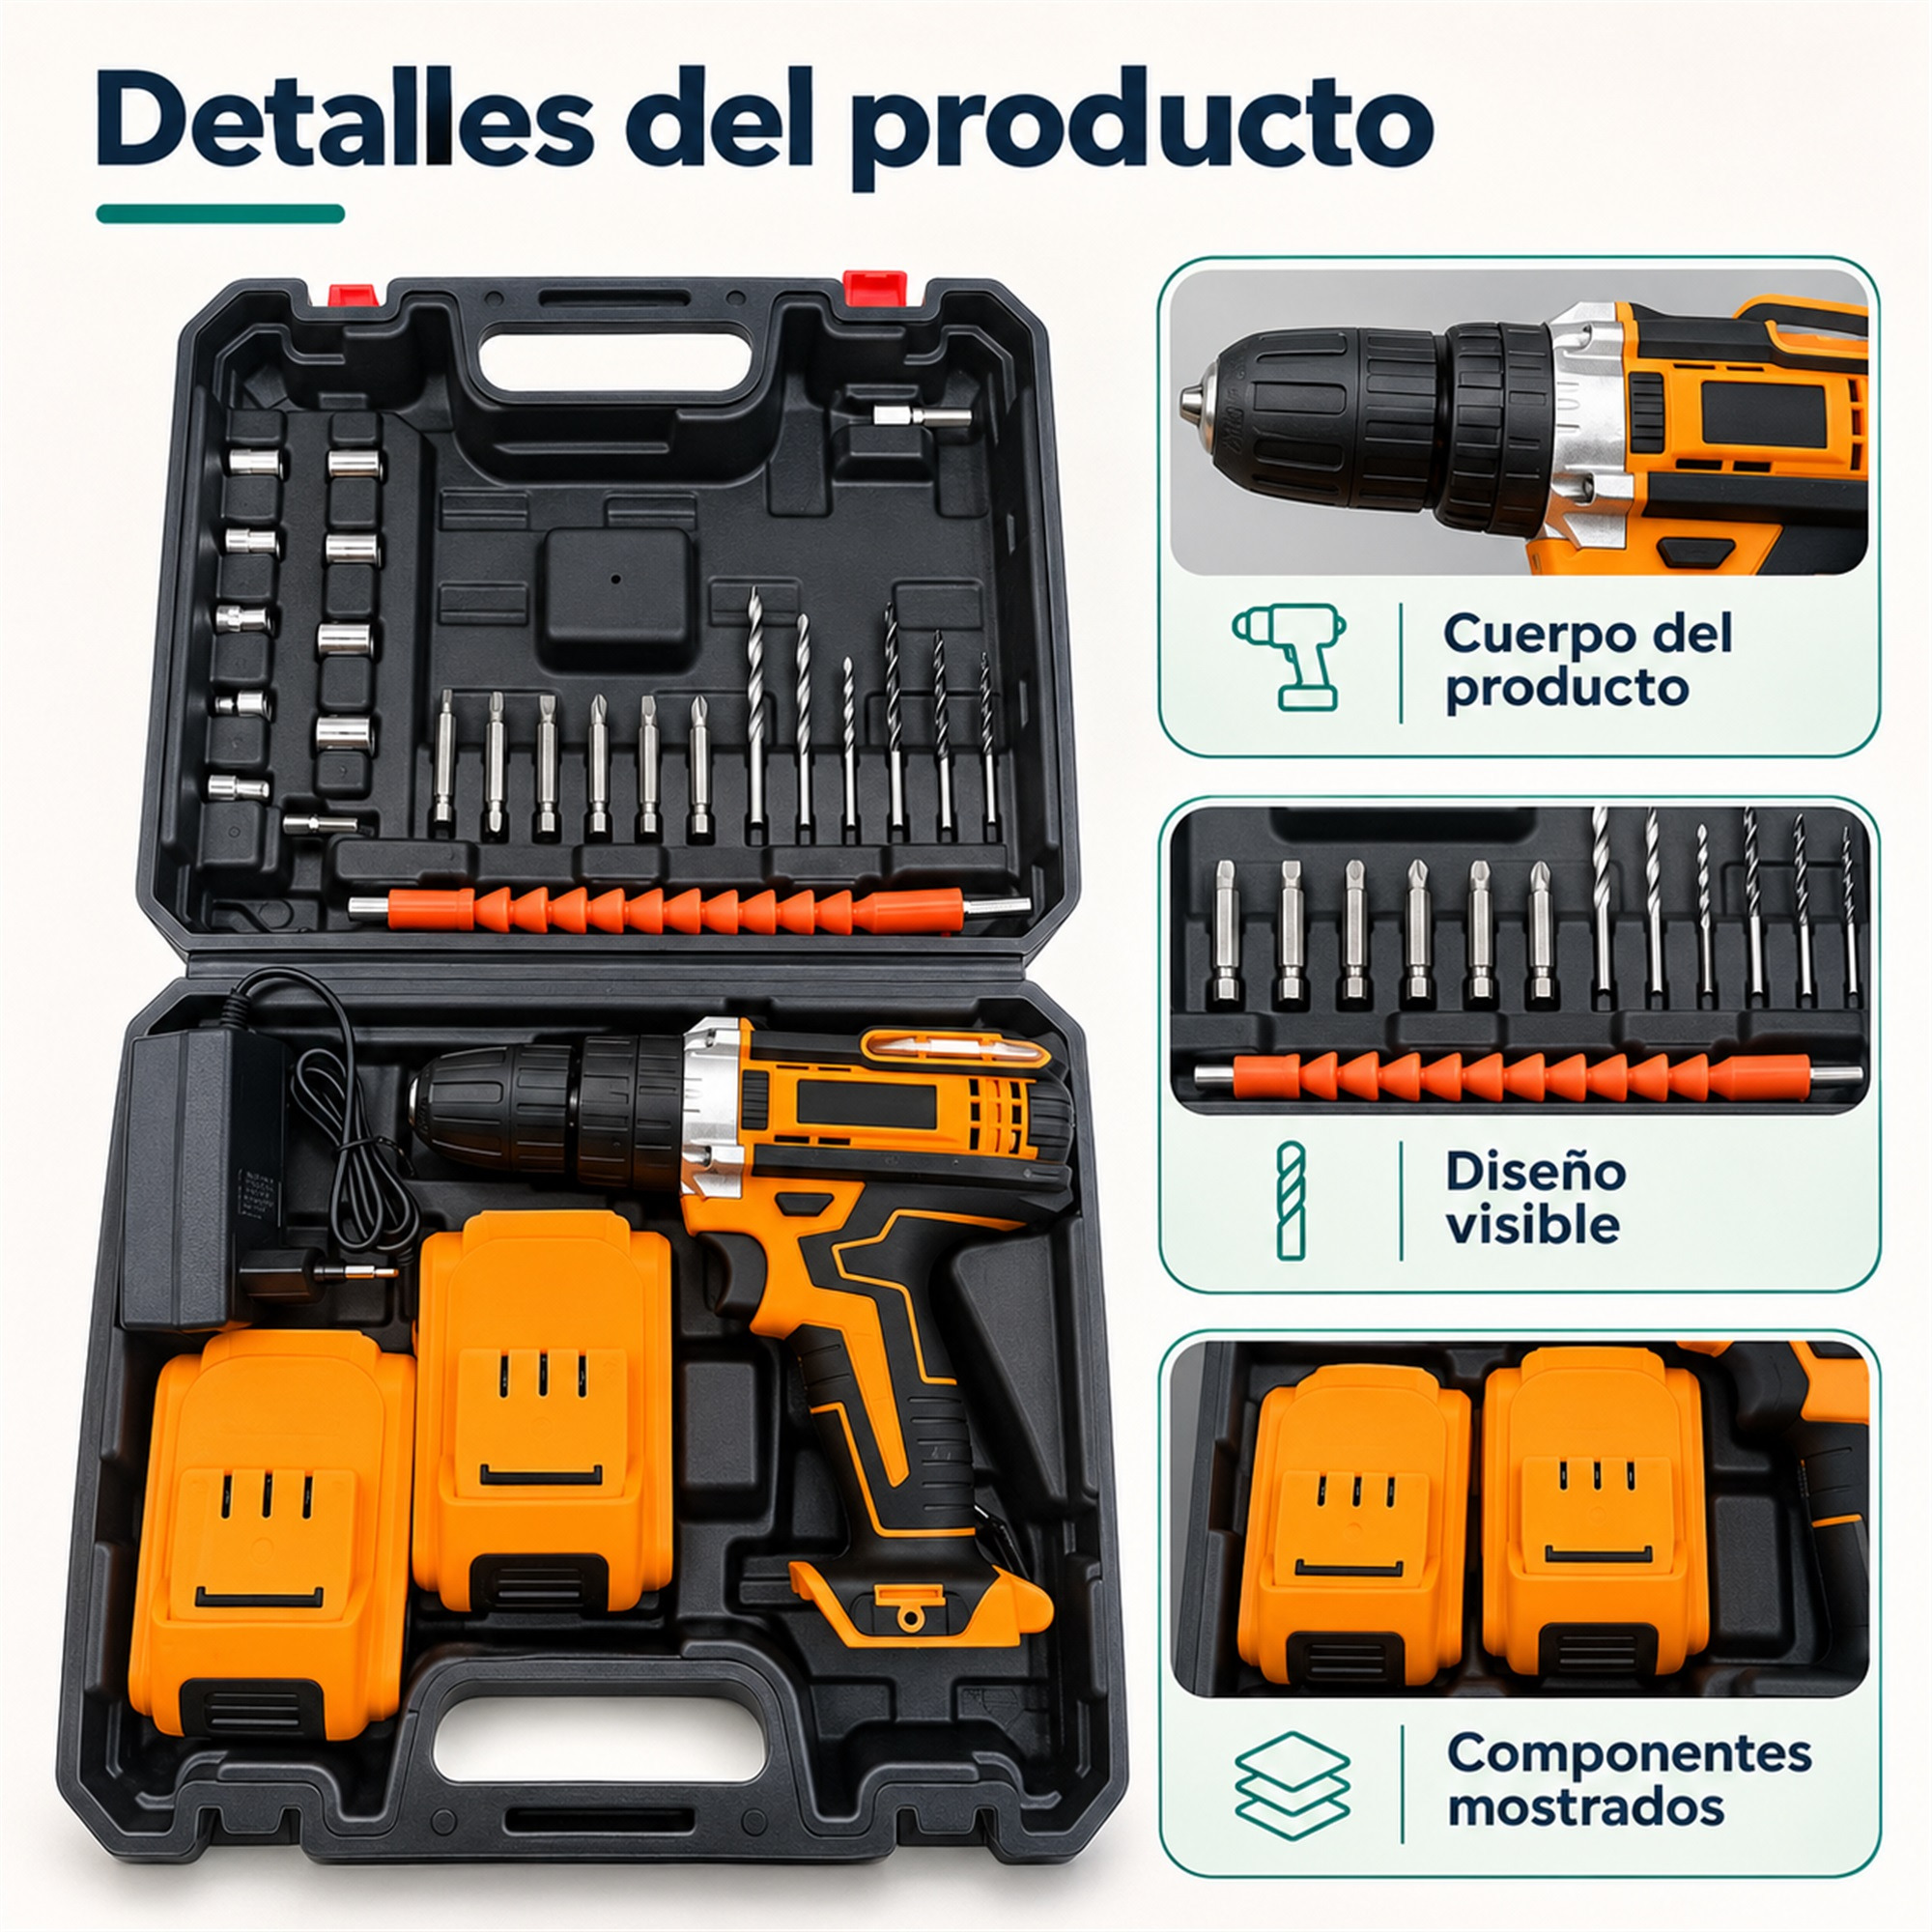 Detalles del producto
Cuerpo del
producto
Diseño
visible
Componentes
mostrados